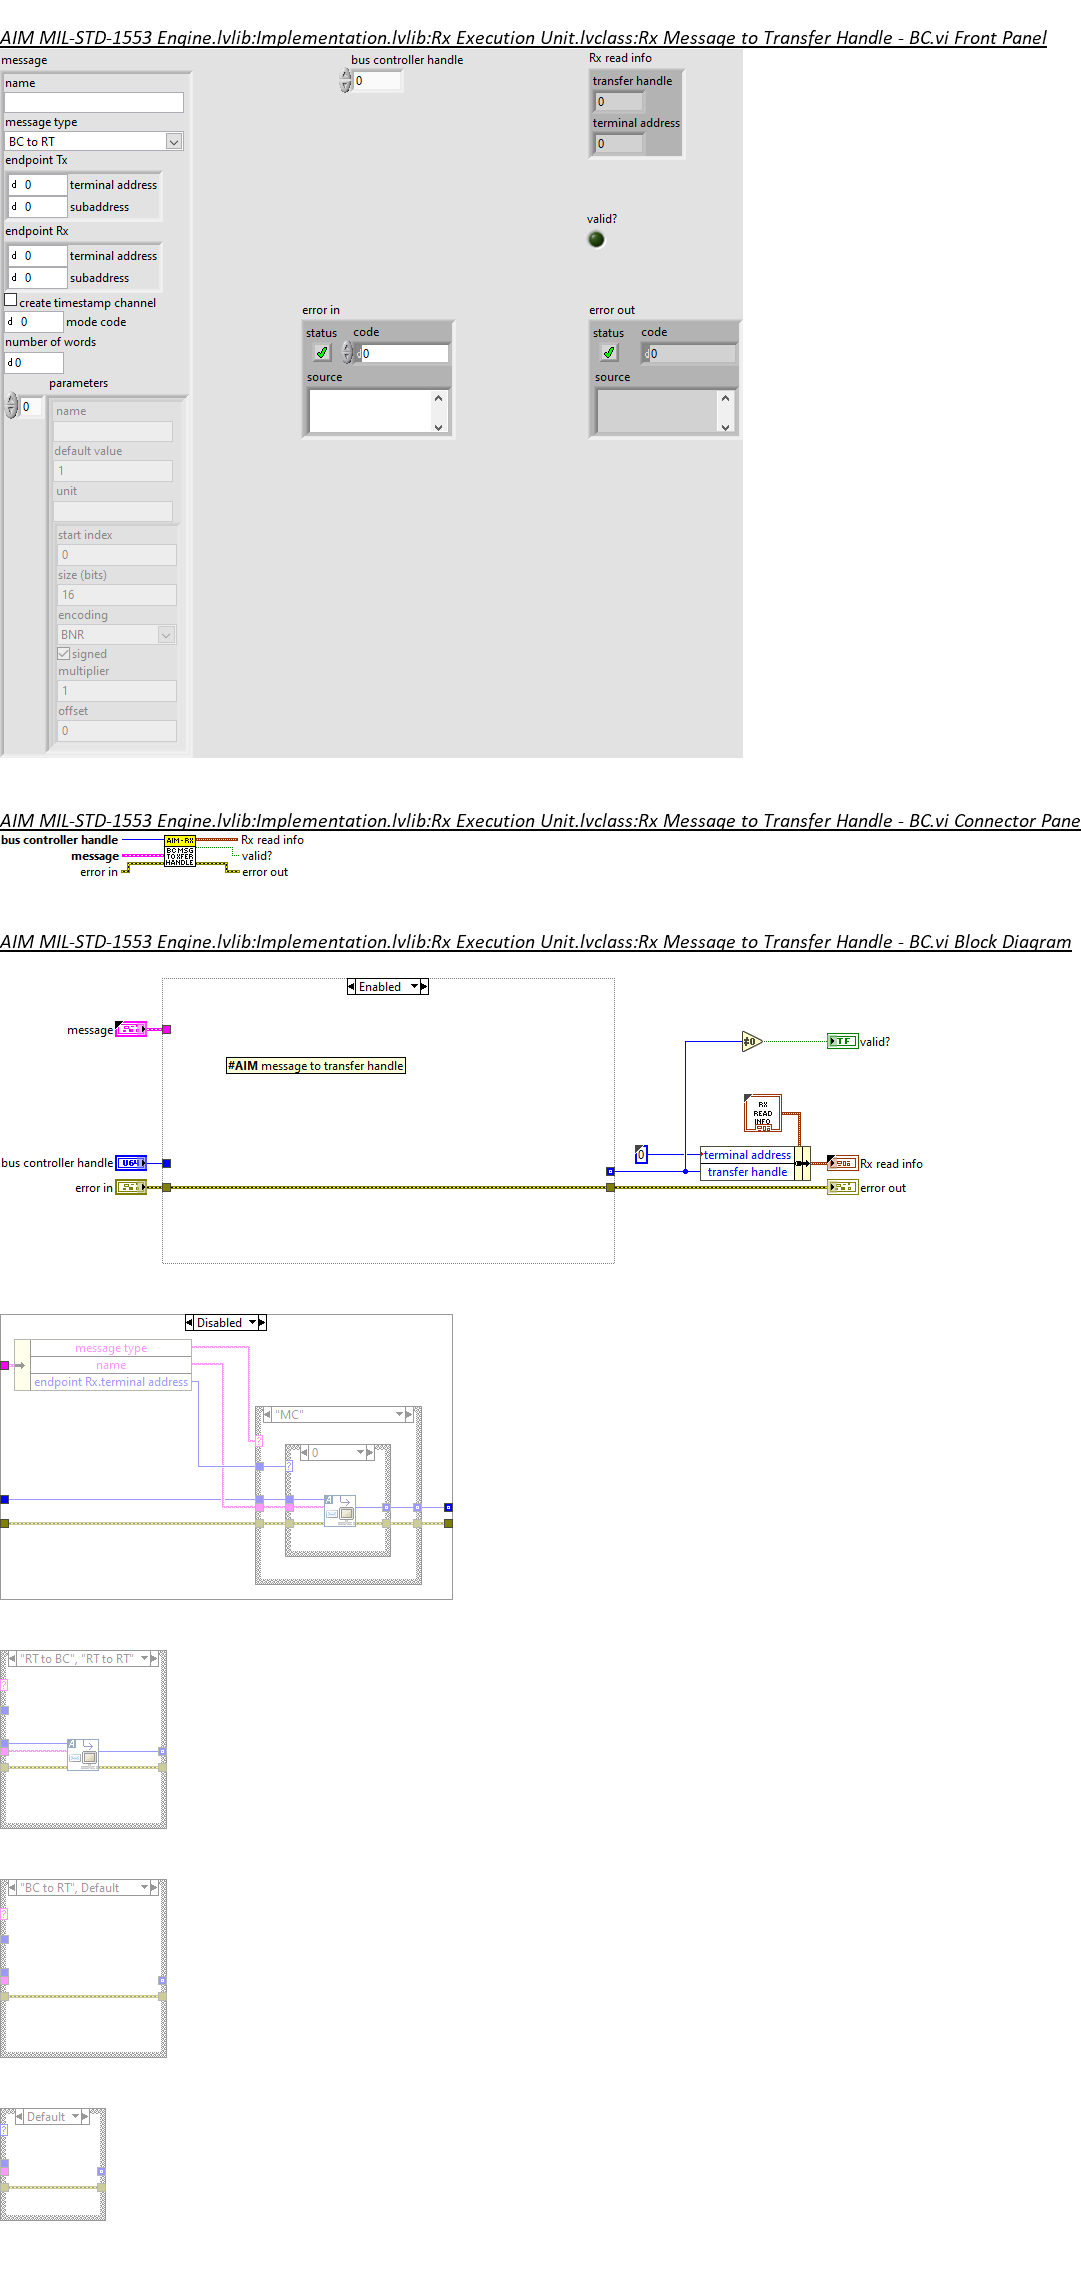 AIM MIL-STD-1553 Engine.lvlib:Implementation.lvlib:Rx Execution Unit.lvclass:Rx Message to Transfer Handle - BC.vi Front Panel
message
name
message type
BC to RT
endpoint Tx
d 0 terminal address
d 0 subaddress
endpoint Rx
d 0 terminal address
d 0 subaddress
create timestamp channel
d 0 mode code
number of words
d 0
parameters
0
name
default value
1
unit
start index
0
size (bits)
16
encoding
BNR
signed
multiplier
1
offset
0
bus controller handle
0
Rx read info
transfer handle
0
terminal address
0
valid?
error in
status code
d 0
source
error out
status code
d 0
source
AIM MIL-STD-1553 Engine.lvlib:Implementation.lvlib:Rx Execution Unit.lvclass:Rx Message to Transfer Handle - BC.vi Connector Pane
bus controller handle
message
error in
AIM-RX
BC MSG
TO XFER
HANDLE
Rx read info
valid?
error out
AIM MIL-STD-1553 Engine.lvlib:Implementation.lvlib:Rx Execution Unit.lvclass:Rx Message to Transfer Handle - BC.vi Block Diagram
Enabled
message
#AIM message to transfer handle
bus controller handle
U64
error in
≠0
TF
valid?
RX
READ
INFO
0
terminal address
transfer handle
Rx read info
error out
Disabled
message type
name
endpoint Rx.terminal address
"MC"
?
0
?
"RT to BC", "RT to RT"
?
"BC to RT", Default
?
Default
?